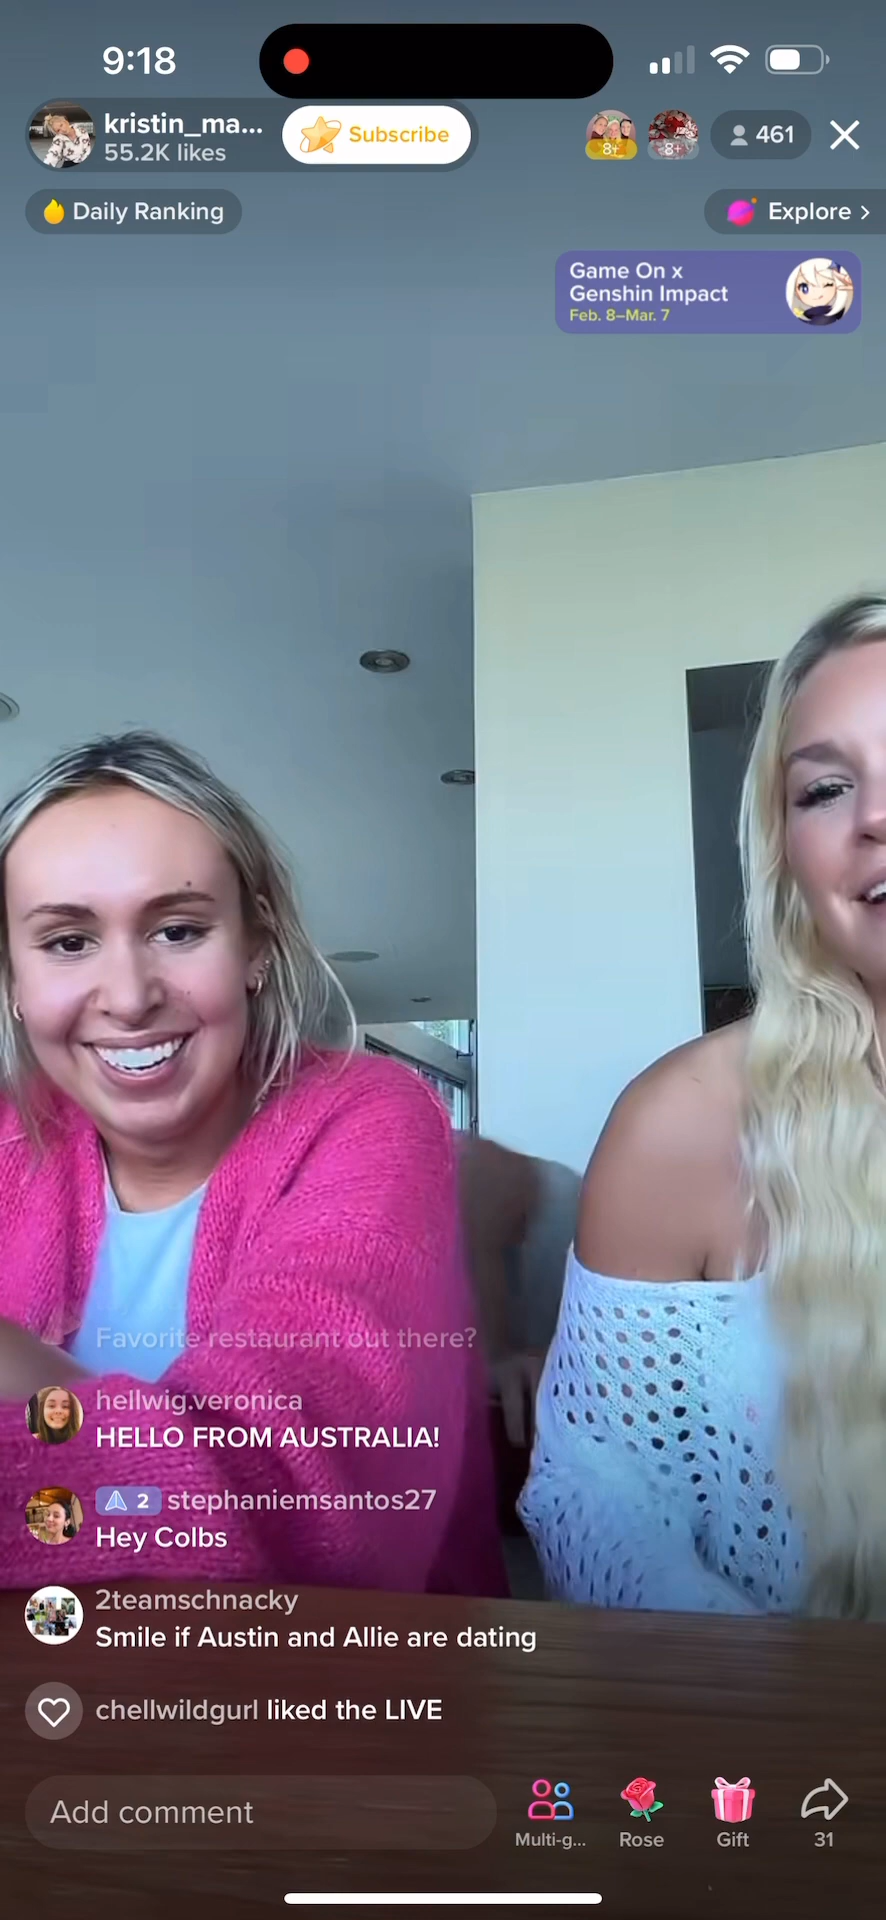 9:18
kristin_ma...
55.2K likes
Subscribe
8+
8+
461
Daily Ranking
Explore >
Game On x
Genshin Impact
Feb. 8–Mar. 7
Favorite restaurant out there?
hellwig.veronica
HELLO FROM AUSTRALIA!
2 stephaniemsantos27
Hey Colbs
2teamschnacky
Smile if Austin and Allie are dating
chellwildgurl liked the LIVE
Add comment
Multi-g...
Rose
Gift
31